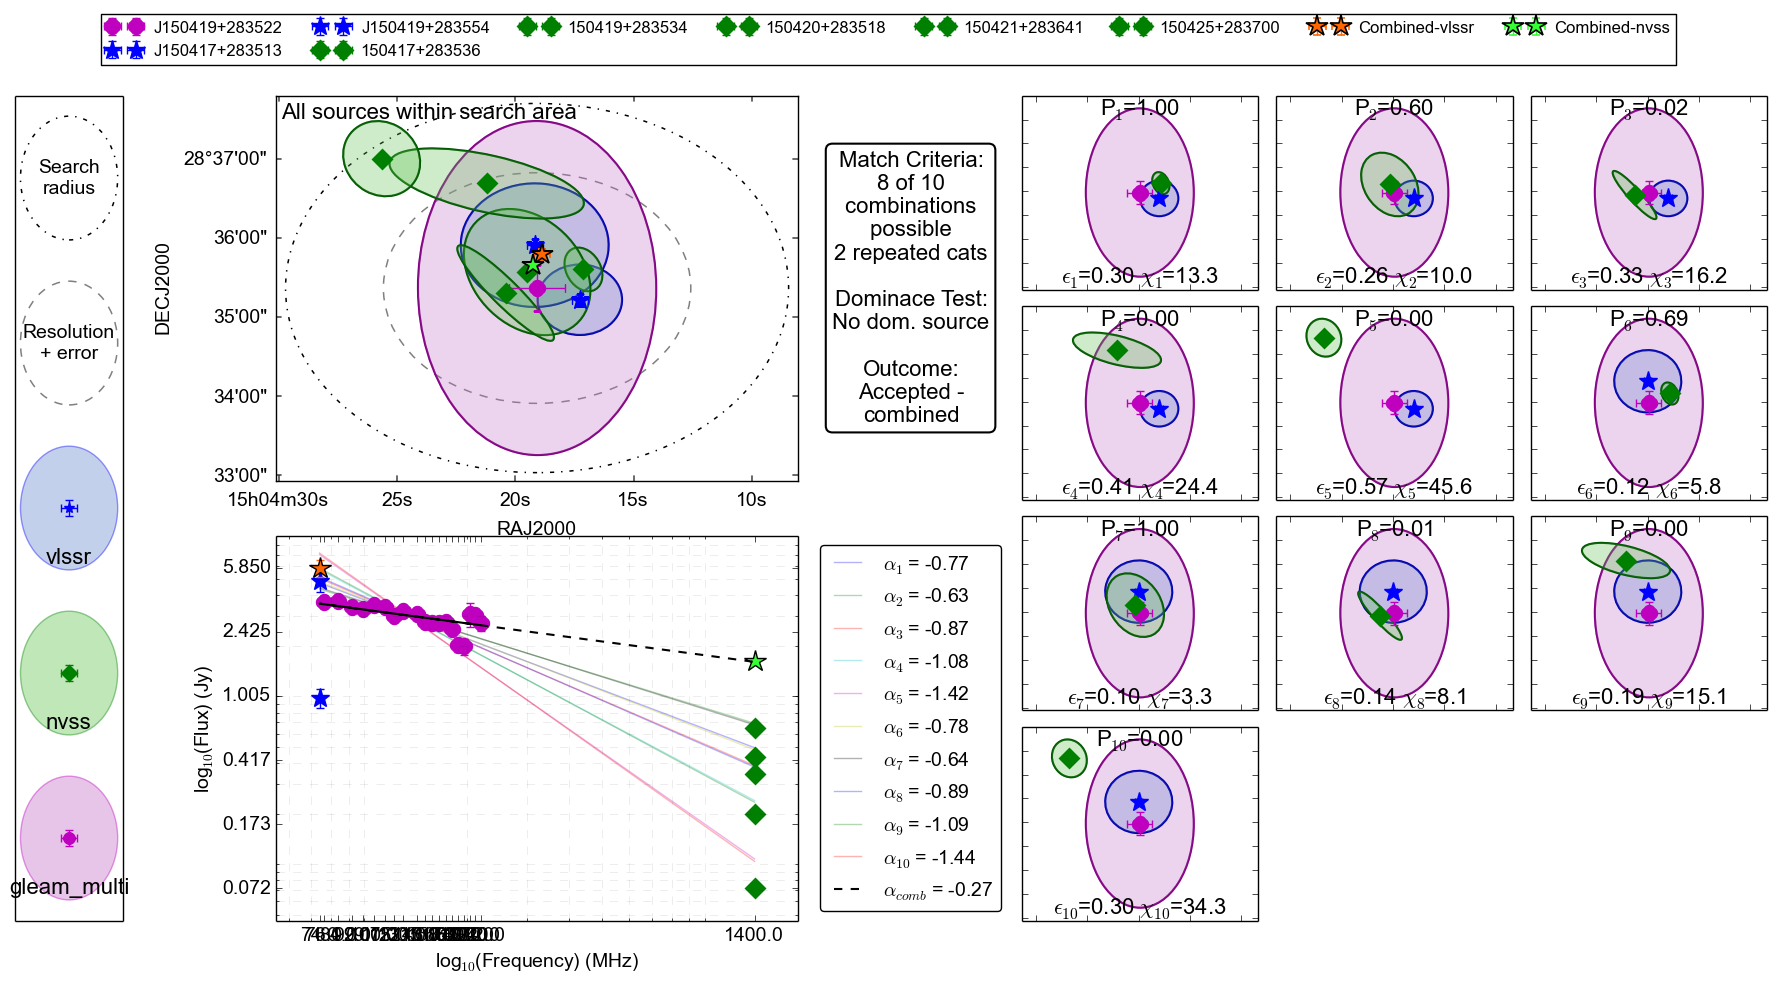 J150419+283522
J150419+283554
150419+283534
150420+283518
150421+283641
150425+283700
Combined-vlssr
Combined-nvss
J150417+283513
150417+283536
Search
radius
Resolution
+ error
vlssr
nvss
gleam_multi
All sources within search area
28°37'00"
36'00"
35'00"
34'00"
33'00"
DECJ2000
15h04m30s
25s
20s
15s
10s
RAJ2000
Match Criteria:
8 of 10
combinations
possible
2 repeated cats
Dominace Test:
No dom. source
Outcome:
Accepted -
combined
5.850
2.425
1.005
0.417
0.173
0.072
log₁₀(Flux) (Jy)
1400.0
log₁₀(Frequency) (MHz)
α₁ = -0.77
α₂ = -0.63
α₃ = -0.87
α₄ = -1.08
α₅ = -1.42
α₆ = -0.78
α₇ = -0.64
α₈ = -0.89
α₉ = -1.09
α₁₀ = -1.44
α_comb = -0.27
P₁=1.00
ϵ₁=0.30 χ₁=13.3
P₂=0.60
ϵ₂=0.26 χ₂=10.0
P₃=0.02
ϵ₃=0.33 χ₃=16.2
P₄=0.00
ϵ₄=0.41 χ₄=24.4
P₅=0.00
ϵ₅=0.57 χ₅=45.6
P₆=0.69
ϵ₆=0.12 χ₆=5.8
P₇=1.00
ϵ₇=0.10 χ₇=3.3
P₈=0.01
ϵ₈=0.14 χ₈=8.1
P₉=0.00
ϵ₉=0.19 χ₉=15.1
P₁₀=0.00
ϵ₁₀=0.30 χ₁₀=34.3